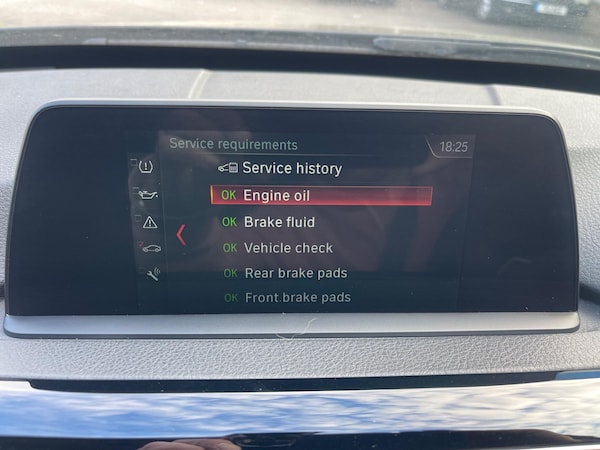 Service requirements
18:25
Service history
OK Engine oil
OK Brake fluid
OK Vehicle check
OK Rear brake pads
OK Front brake pads